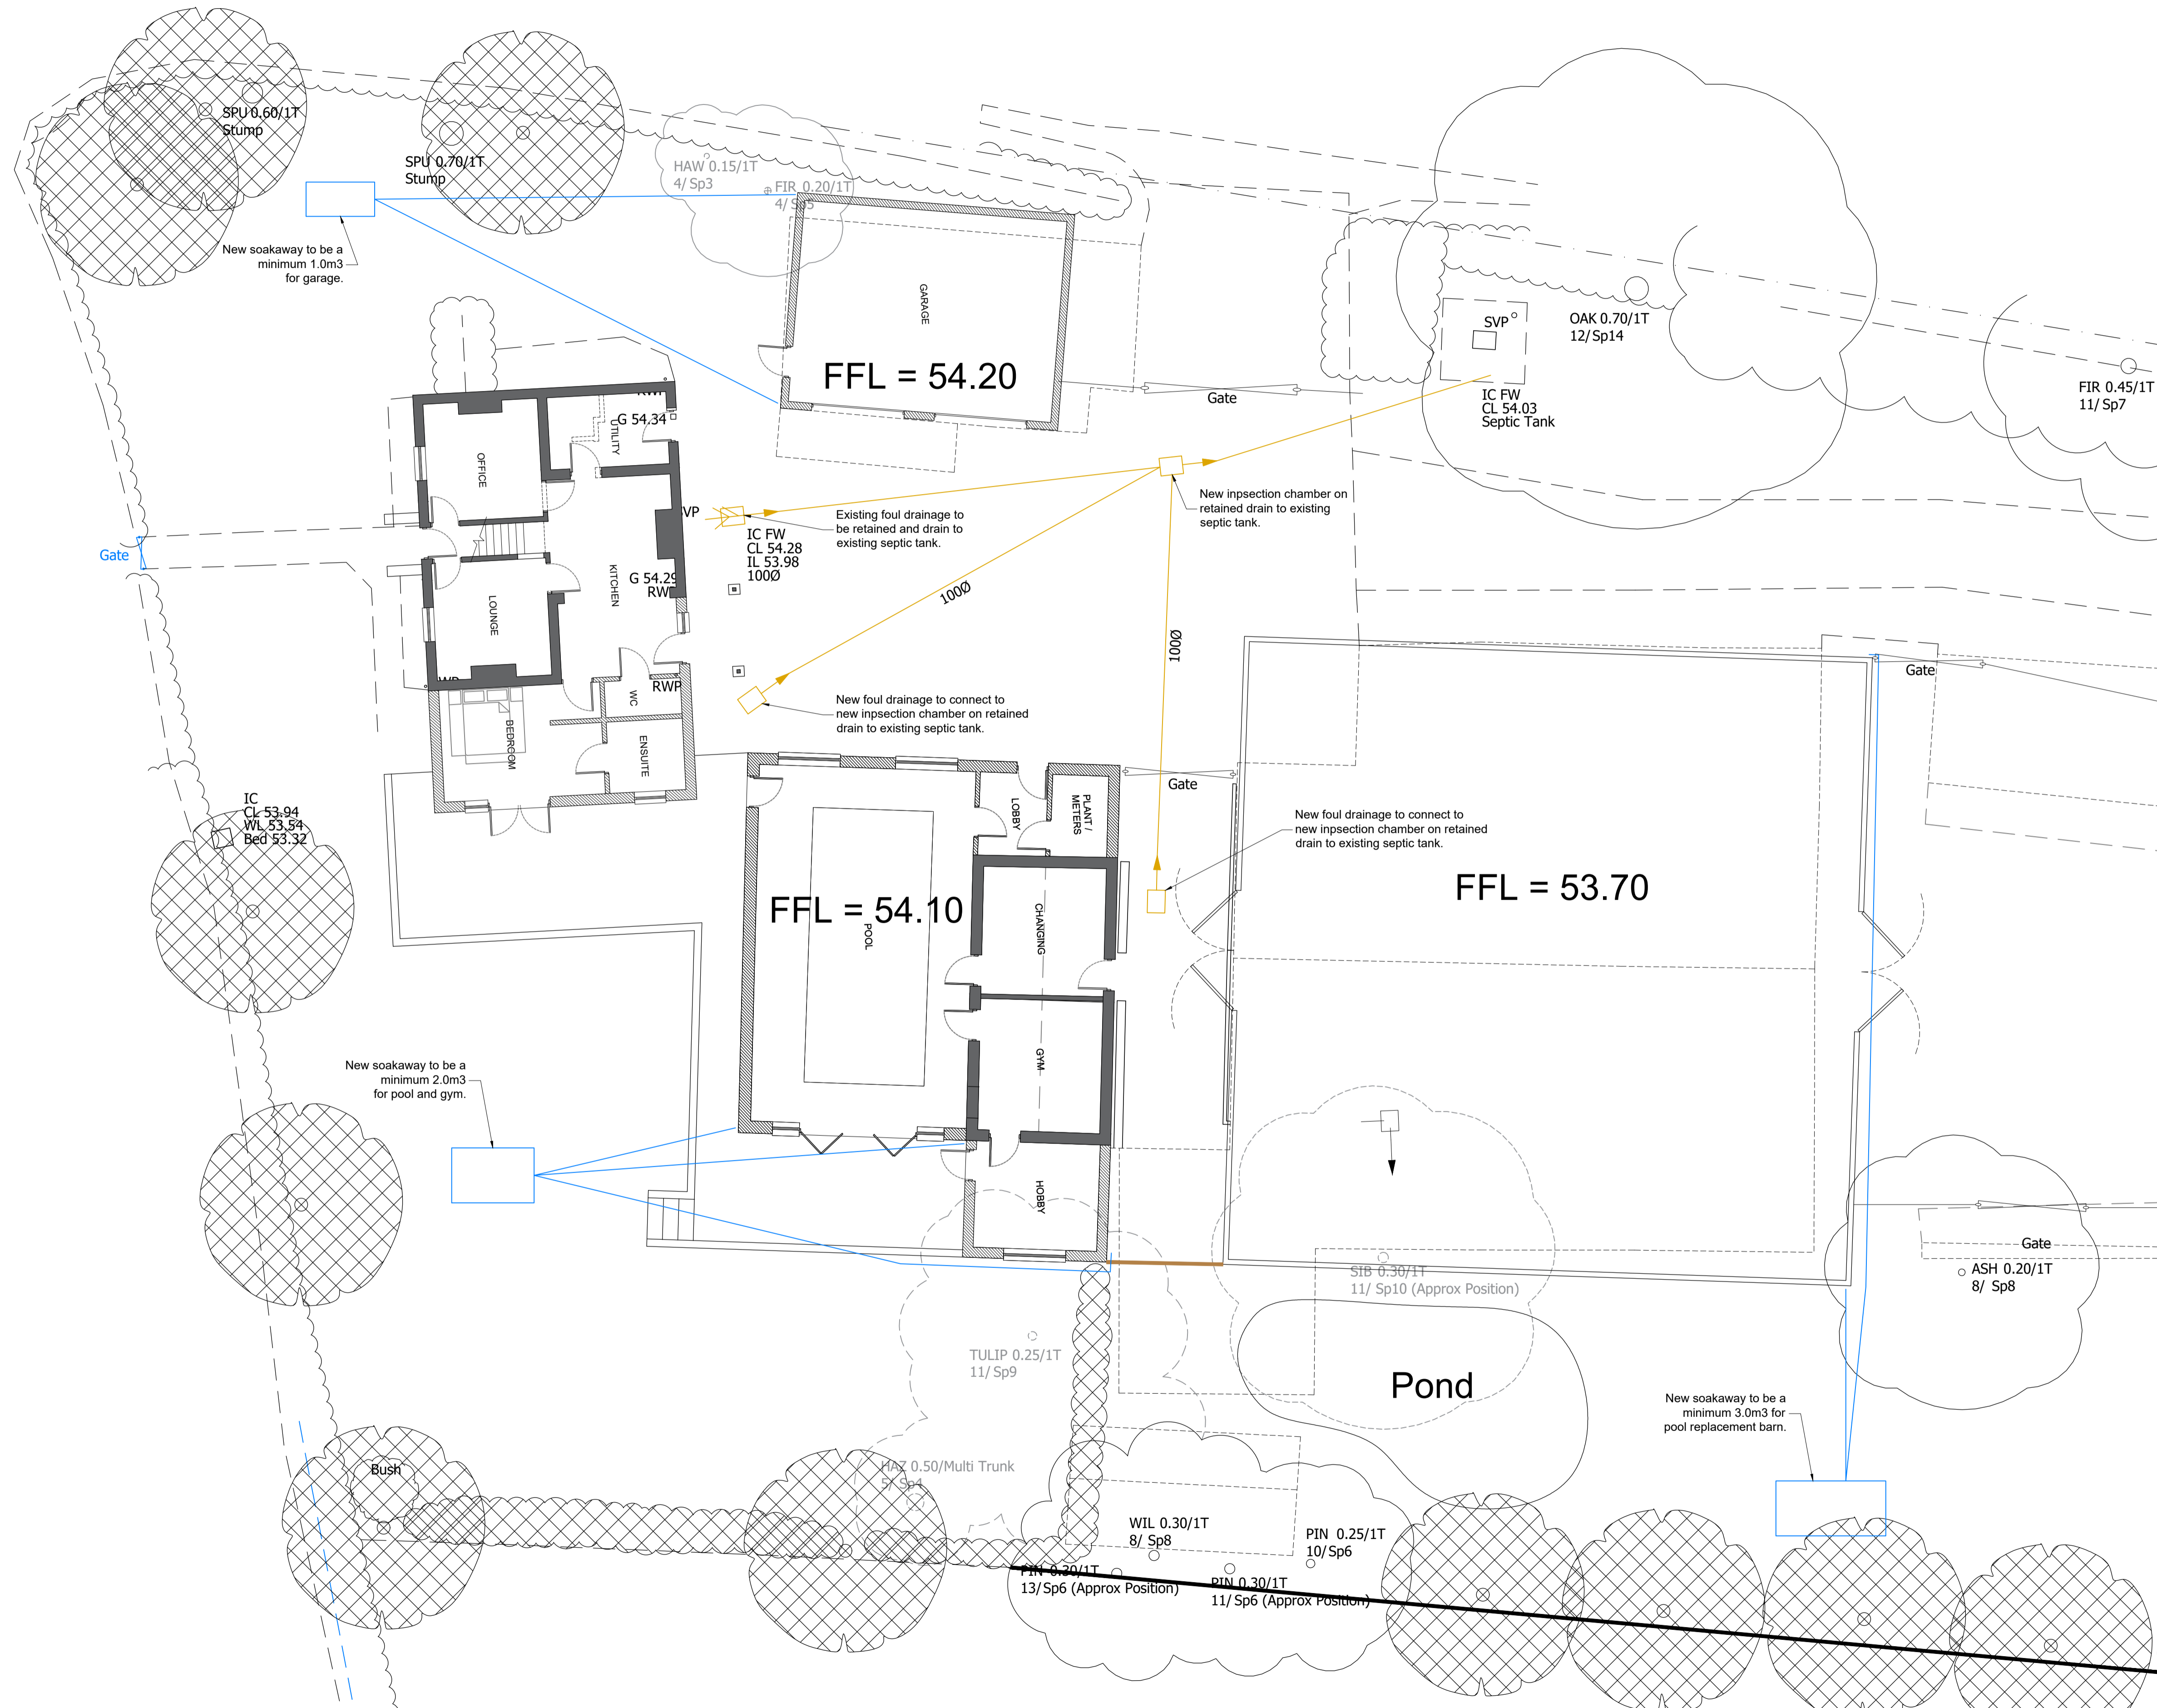 SPU 0.60/1T
Stump
SPU 0.70/1T
Stump
HAW 0.15/1T
4/ Sp3
FIR 0.20/1T
4/ Sp5
New soakaway to be a
minimum 1.0m3
for garage.
GARAGE
FFL = 54.20
Gate
SVP
OAK 0.70/1T
12/ Sp14
IC FW
CL 54.03
Septic Tank
FIR 0.45/1T
11/ Sp7
G 54.34
UTILITY
OFFICE
New inpsection chamber on
retained drain to existing
septic tank.
Existing foul drainage to
be retained and drain to
existing septic tank.
IC FW
CL 54.28
IL 53.98
100Ø
Gate
KITCHEN
G 54.29
LOUNGE
100Ø
100Ø
RWP
WC
New foul drainage to connect to
new inpsection chamber on retained
drain to existing septic tank.
BEDROOM
ENSUITE
Gate
Gate
LOBBY
PLANT /
METERS
IC
CL 53.94
WL 53.54
Bed 53.32
New foul drainage to connect to
new inpsection chamber on retained
drain to existing septic tank.
FFL = 53.70
FFL = 54.10
POOL
CHANGING
GYM
New soakaway to be a
minimum 2.0m3
for pool and gym.
HOBBY
Gate
SIB 0.30/1T
11/ Sp10 (Approx Position)
ASH 0.20/1T
8/ Sp8
TULIP 0.25/1T
11/ Sp9
Pond
New soakaway to be a
minimum 3.0m3 for
pool replacement barn.
Bush
HAZ 0.50/Multi Trunk
5/ Sp4
WIL 0.30/1T
8/ Sp8
PIN 0.25/1T
10/ Sp6
PIN 0.30/1T
13/ Sp6 (Approx Position)
PIN 0.30/1T
11/ Sp6 (Approx Position)